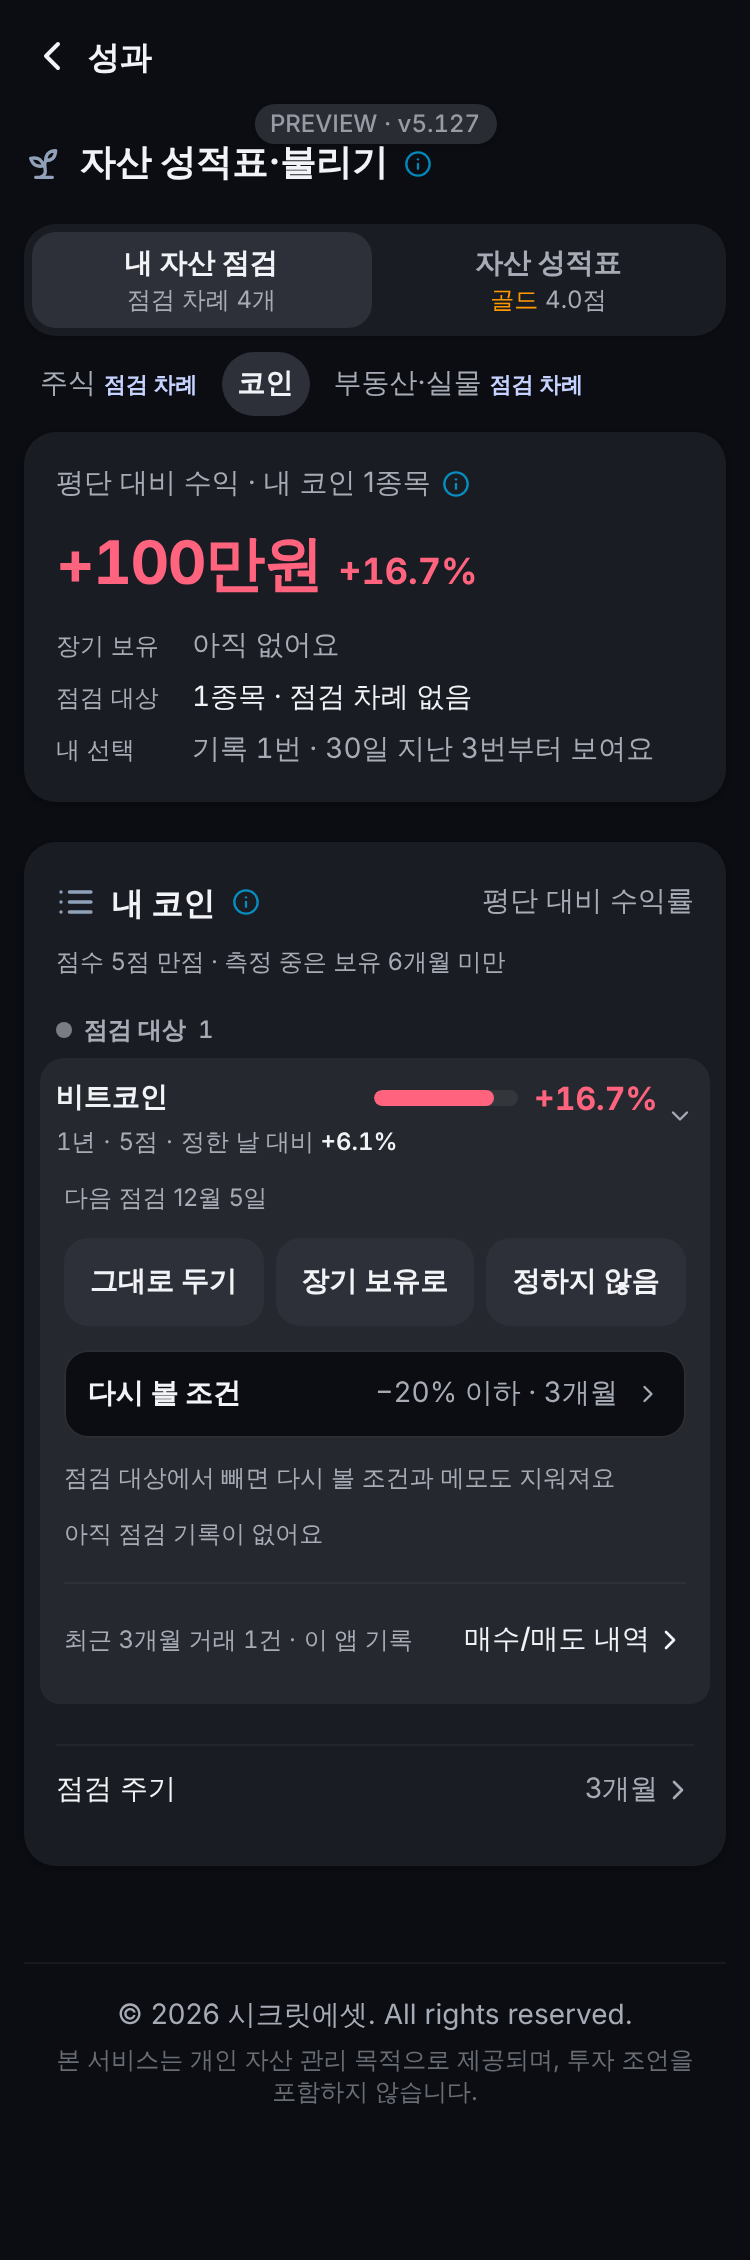 성과
PREVIEW · v5.127
자산 성적표·불리기
내 자산 점검
점검 차례 4개
자산 성적표
골드 4.0점
주식 점검 차례 코인 부동산·실물 점검 차례
평단 대비 수익 · 내 코인 1종목
+100만원 +16.7%
장기 보유 아직 없어요
점검 대상 1종목 · 점검 차례 없음
내 선택 기록 1번 · 30일 지난 3번부터 보여요
내 코인 평단 대비 수익률
점수 5점 만점 · 측정 중은 보유 6개월 미만
점검 대상 1
비트코인 +16.7%
1년 · 5점 · 정한 날 대비 +6.1%
다음 점검 12월 5일
그대로 두기 장기 보유로 정하지 않음
다시 볼 조건 −20% 이하 · 3개월
점검 대상에서 빼면 다시 볼 조건과 메모도 지워져요
아직 점검 기록이 없어요
최근 3개월 거래 1건 · 이 앱 기록 매수/매도 내역
점검 주기 3개월
© 2026 시크릿에셋. All rights reserved.
본 서비스는 개인 자산 관리 목적으로 제공되며, 투자 조언을
포함하지 않습니다.